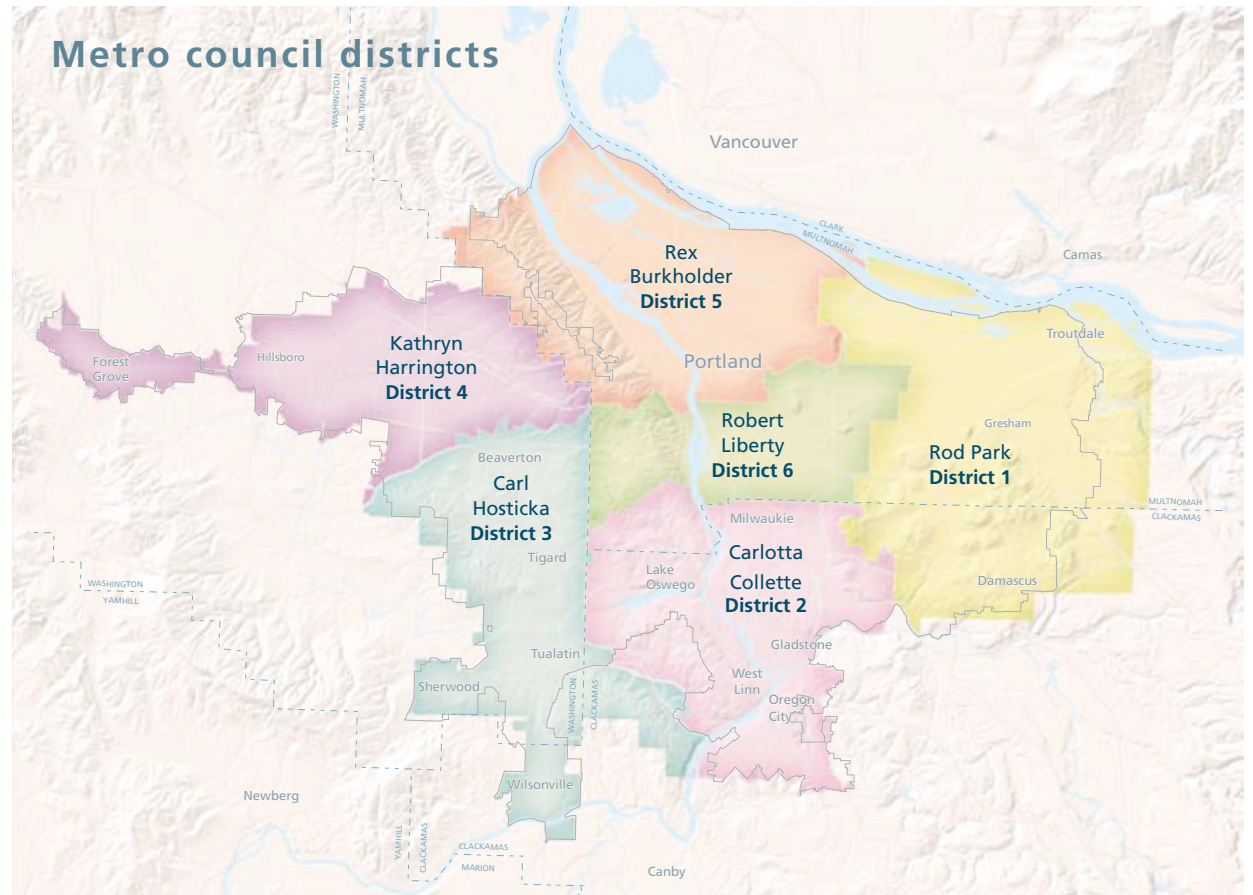 Metro council districts
WASHINGTON
MULTNOMAH
Vancouver
CLARK
MULTNOMAH
Camas
Rex
Burkholder
District 5
Troutdale
Kathryn
Harrington
District 4
Hillsboro
Forest
Grove
Portland
Robert
Liberty
District 6
Gresham
Rod Park
District 1
Beaverton
Carl
Hosticka
District 3
MULTNOMAH
CLACKAMAS
Milwaukie
Tigard
Carlotta
Collette
District 2
Lake
Oswego
Damascus
WASHINGTON
YAMHILL
Gladstone
Tualatin
West
Linn
Sherwood
Oregon
City
WASHINGTON
CLACKAMAS
Wilsonville
Newberg
YAMHILL
CLACKAMAS
CLACKAMAS
MARION
Canby